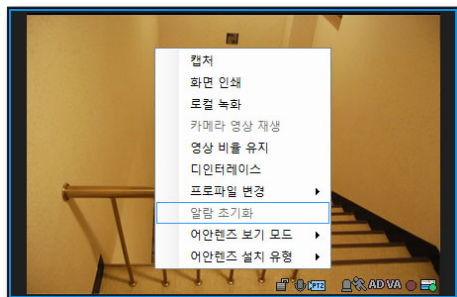 캡처
화면 인쇄
로컬 녹화
카메라 영상 재생
영상 비율 유지
디인터레이스
프로파일 변경
알람 초기화
어안렌즈 보기 모드
어안렌즈 설치 유형
PTZ AD VA